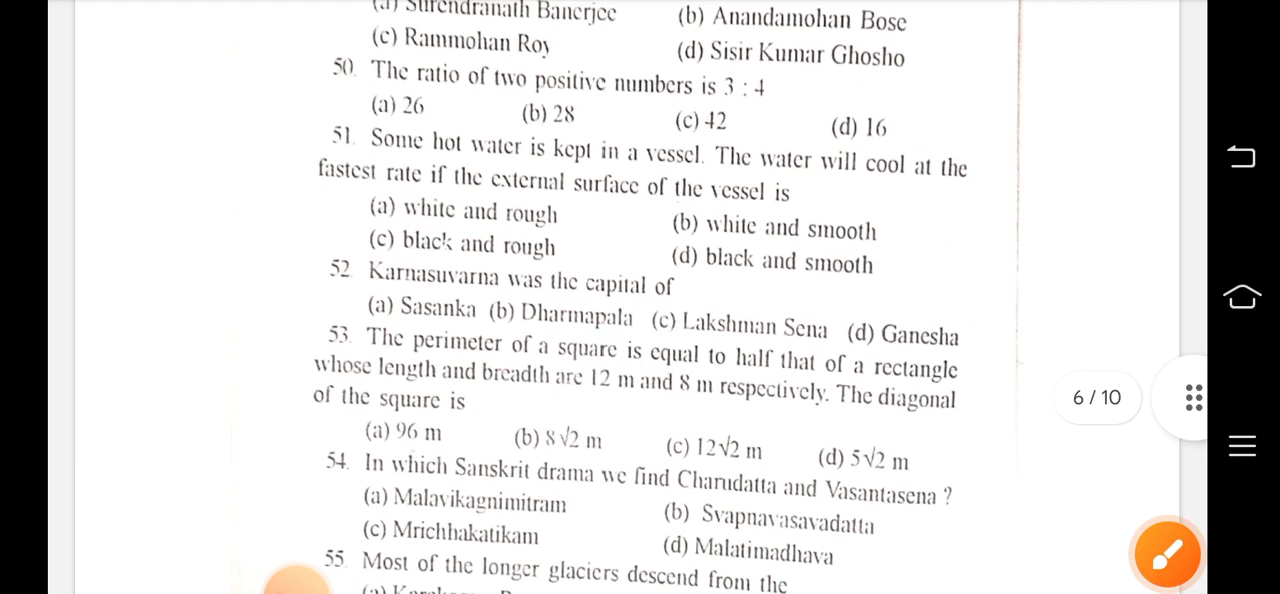 (a) Surendranath Banerjee (b) Anandamohan Bose
(c) Rammohan Roy (d) Sisir Kumar Ghosho
50. The ratio of two positive numbers is 3 : 4
(a) 26 (b) 28 (c) 42 (d) 16
51. Some hot water is kept in a vessel. The water will cool at the
fastest rate if the external surface of the vessel is
(a) white and rough (b) white and smooth
(c) black and rough (d) black and smooth
52. Karnasuvarna was the capital of
(a) Sasanka (b) Dharmapala (c) Lakshman Sena (d) Ganesha
53. The perimeter of a square is equal to half that of a rectangle
whose length and breadth are 12 m and 8 m respectively. The diagonal
of the square is
(a) 96 m (b) 8√2 m (c) 12√2 m (d) 5√2 m
54. In which Sanskrit drama we find Charudatta and Vasantasena ?
(a) Malavikagnimitram (b) Svapnavasavadatta
(c) Mrichhakatikam (d) Malatimadhava
55. Most of the longer glaciers descend from the
(a)
6 / 10